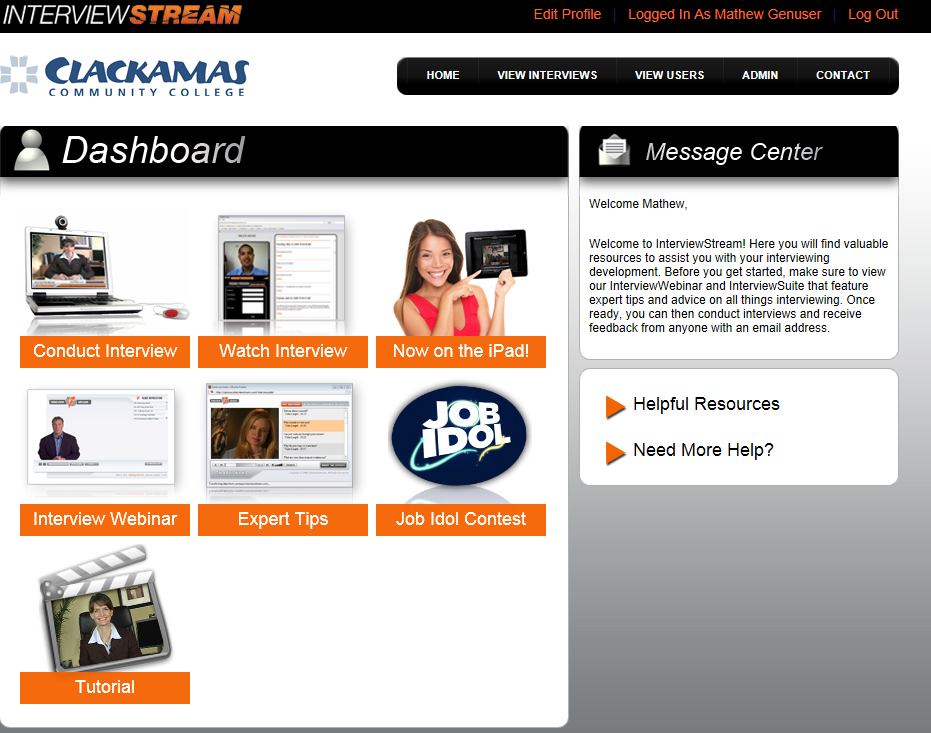 INTERVIEWSTREAM
Edit Profile | Logged In As Mathew Genuser | Log Out
CLACKAMAS
COMMUNITY COLLEGE
HOME
VIEW INTERVIEWS
VIEW USERS
ADMIN
CONTACT
Dashboard
Conduct Interview
Watch Interview
Now on the iPad!
Interview Webinar
Expert Tips
JOB
IDOL
Job Idol Contest
Tutorial
Message Center
Welcome Mathew,
Welcome to InterviewStream! Here you will find valuable
resources to assist you with your interviewing
development. Before you get started, make sure to view
our InterviewWebinar and InterviewSuite that feature
expert tips and advice on all things interviewing. Once
ready, you can then conduct interviews and receive
feedback from anyone with an email address.
Helpful Resources
Need More Help?